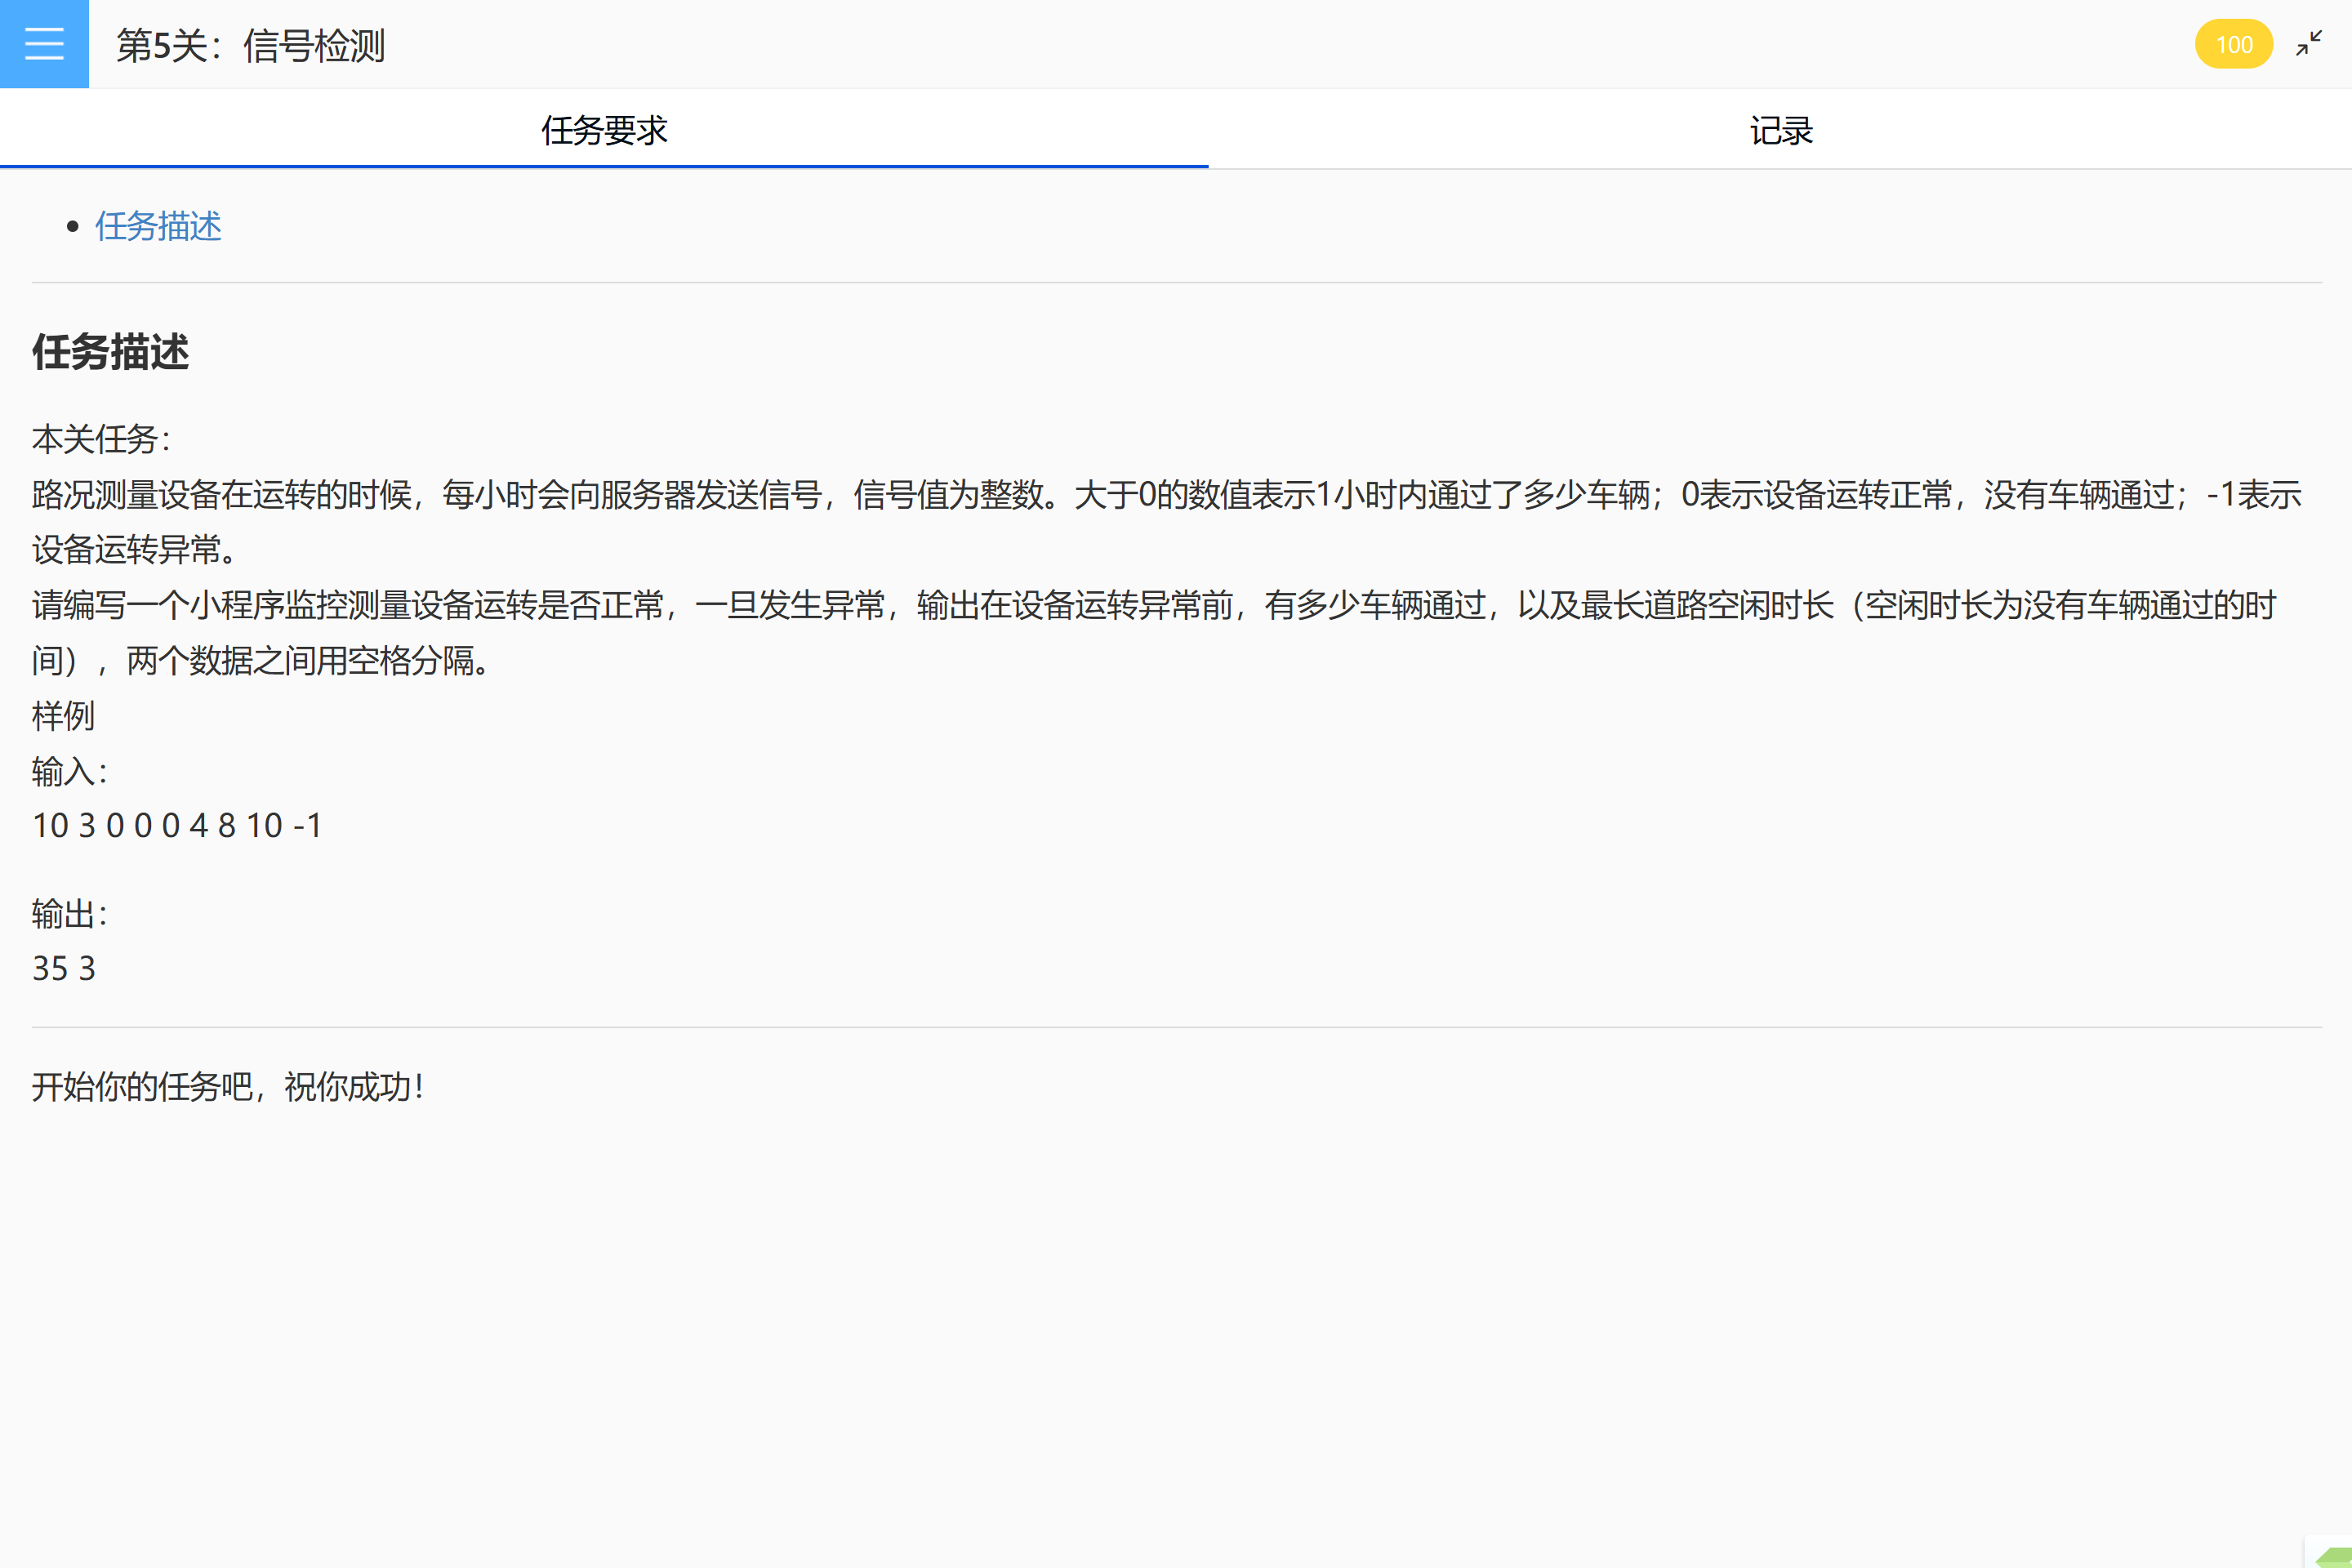 第5关：信号检测
100
任务要求
记录
任务描述
任务描述
本关任务：
路况测量设备在运转的时候，每小时会向服务器发送信号，信号值为整数。大于0的数值表示1小时内通过了多少车辆；0表示设备运转正常，没有车辆通过；-1表示
设备运转异常。
请编写一个小程序监控测量设备运转是否正常，一旦发生异常，输出在设备运转异常前，有多少车辆通过，以及最长道路空闲时长（空闲时长为没有车辆通过的时
间），两个数据之间用空格分隔。
样例
输入：
10 3 0 0 0 4 8 10 -1
输出：
35 3
开始你的任务吧，祝你成功！